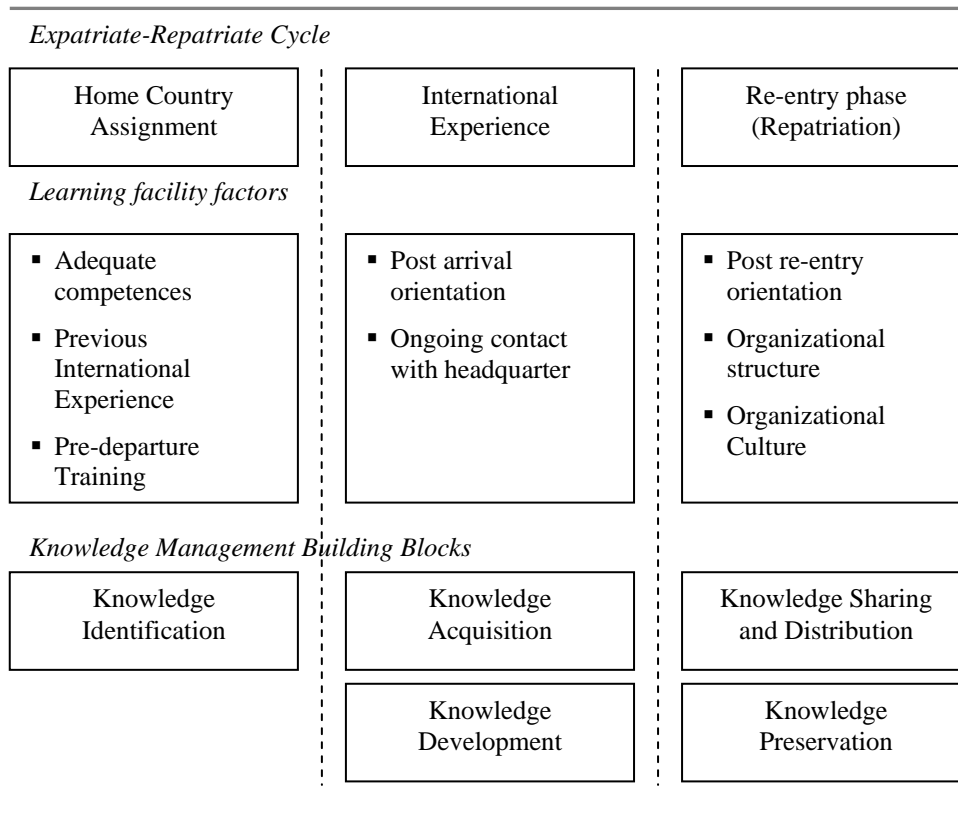 Expatriate-Repatriate Cycle
Home Country
Assignment
International
Experience
Re-entry phase
(Repatriation)
Learning facility factors
▪ Adequate
competences
▪ Previous
International
Experience
▪ Pre-departure
Training
▪ Post arrival
orientation
▪ Ongoing contact
with headquarter
▪ Post re-entry
orientation
▪ Organizational
structure
▪ Organizational
Culture
Knowledge Management Building Blocks
Knowledge
Identification
Knowledge
Acquisition
Knowledge Sharing
and Distribution
Knowledge
Development
Knowledge
Preservation